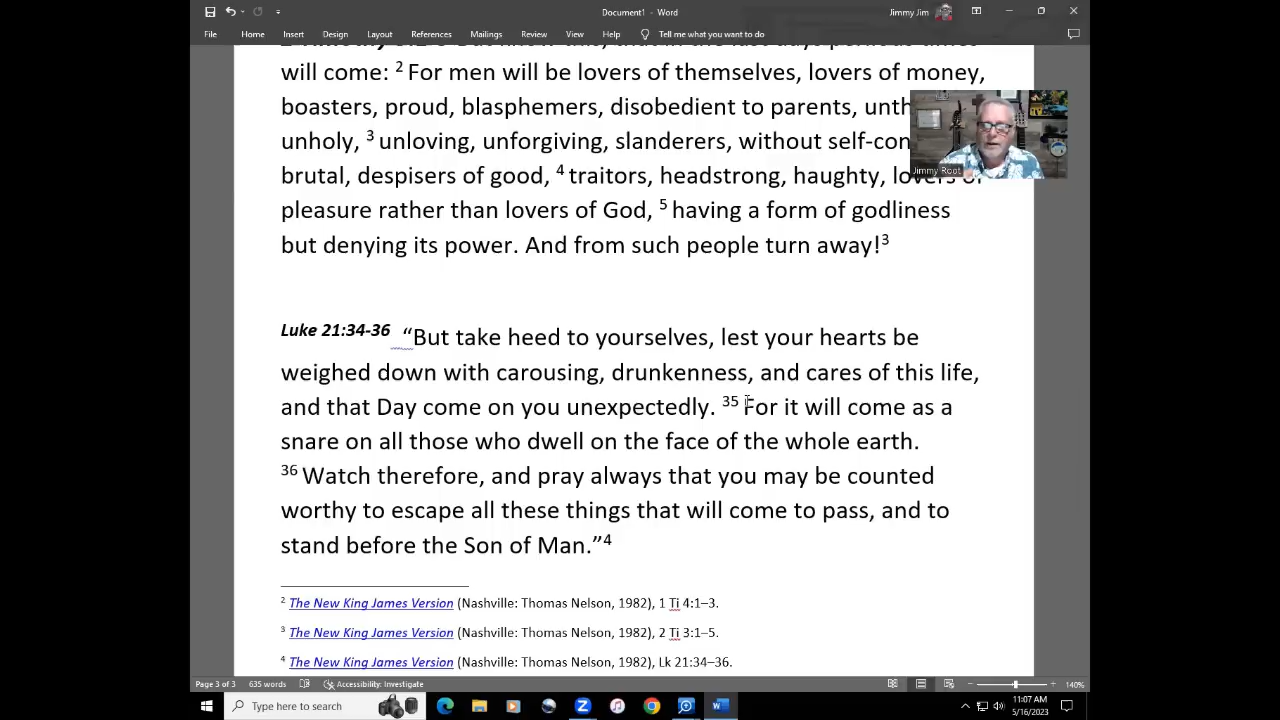 Document1 - Word
Jimmy Jim
File Home Insert Design Layout References Mailings Review View Help Tell me what you want to do
will come: 2 For men will be lovers of themselves, lovers of money,
boasters, proud, blasphemers, disobedient to parents, unth
unholy, 3 unloving, unforgiving, slanderers, without self-con
brutal, despisers of good, 4 traitors, headstrong, haughty, lovers of
Jimmy Root
pleasure rather than lovers of God, 5 having a form of godliness
but denying its power. And from such people turn away!3
Luke 21:34-36 “But take heed to yourselves, lest your hearts be
weighed down with carousing, drunkenness, and cares of this life,
and that Day come on you unexpectedly. 35 For it will come as a
snare on all those who dwell on the face of the whole earth.
36 Watch therefore, and pray always that you may be counted
worthy to escape all these things that will come to pass, and to
stand before the Son of Man.”4
2 The New King James Version (Nashville: Thomas Nelson, 1982), 1 Ti 4:1–3.
3 The New King James Version (Nashville: Thomas Nelson, 1982), 2 Ti 3:1–5.
4 The New King James Version (Nashville: Thomas Nelson, 1982), Lk 21:34–36.
Page 3 of 3 635 words Accessibility: Investigate 140%
Type here to search
11:07 AM
5/16/2023